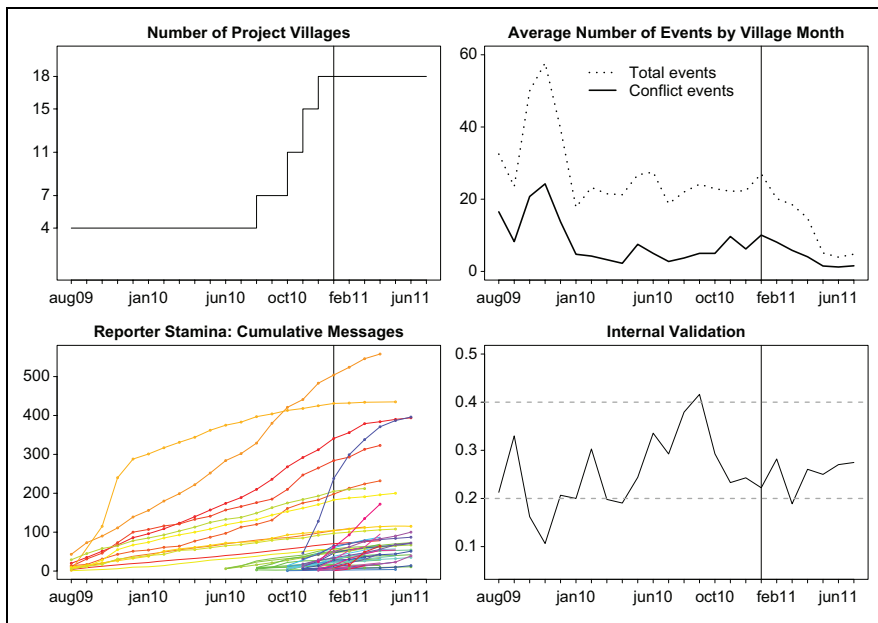 Number of Project Villages
18
15
11
7
4
aug09 jan10 jun10 oct10 feb11 jun11
Average Number of Events by Village Month
60
40
20
0
Total events
Conflict events
aug09 jan10 jun10 oct10 feb11 jun11
Reporter Stamina: Cumulative Messages
500
400
300
200
100
0
aug09 jan10 jun10 oct10 feb11 jun11
Internal Validation
0.5
0.4
0.3
0.2
0.1
aug09 jan10 jun10 oct10 feb11 jun11